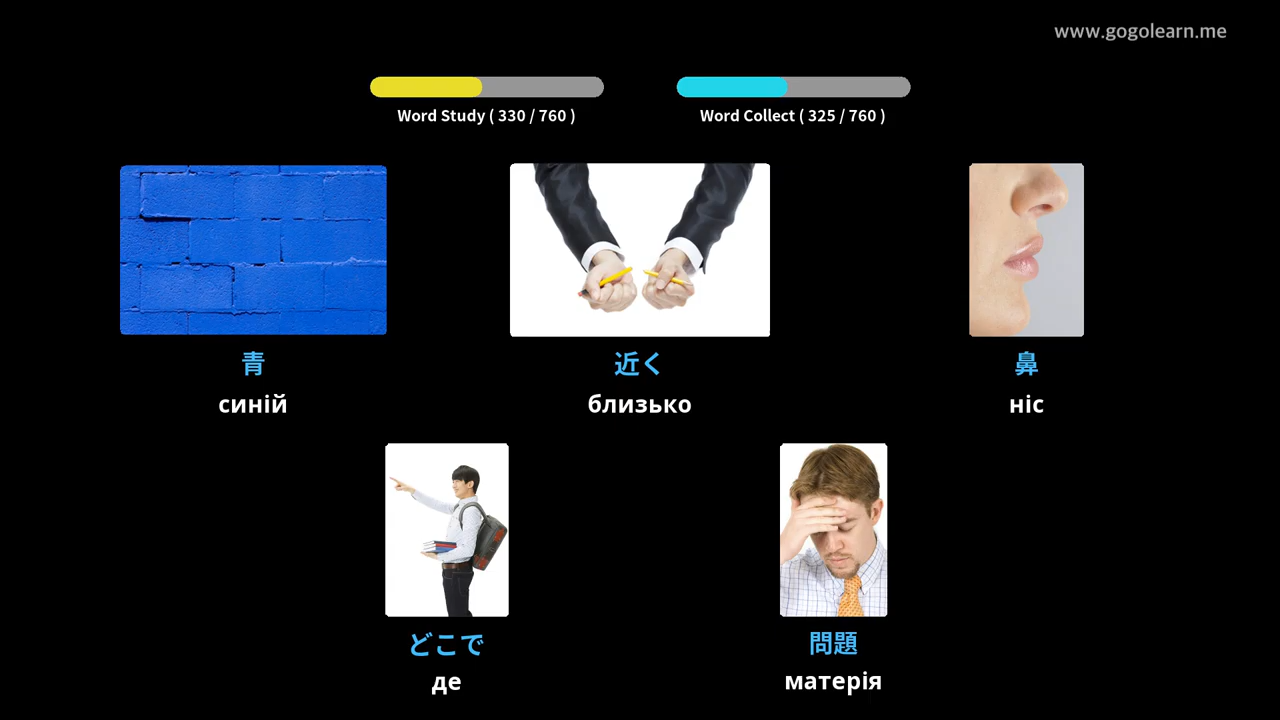 www.gogolearn.me
Word Study ( 330 / 760 )
Word Collect ( 325 / 760 )
青
синій
近く
близько
鼻
ніс
どこで
де
問題
матерія